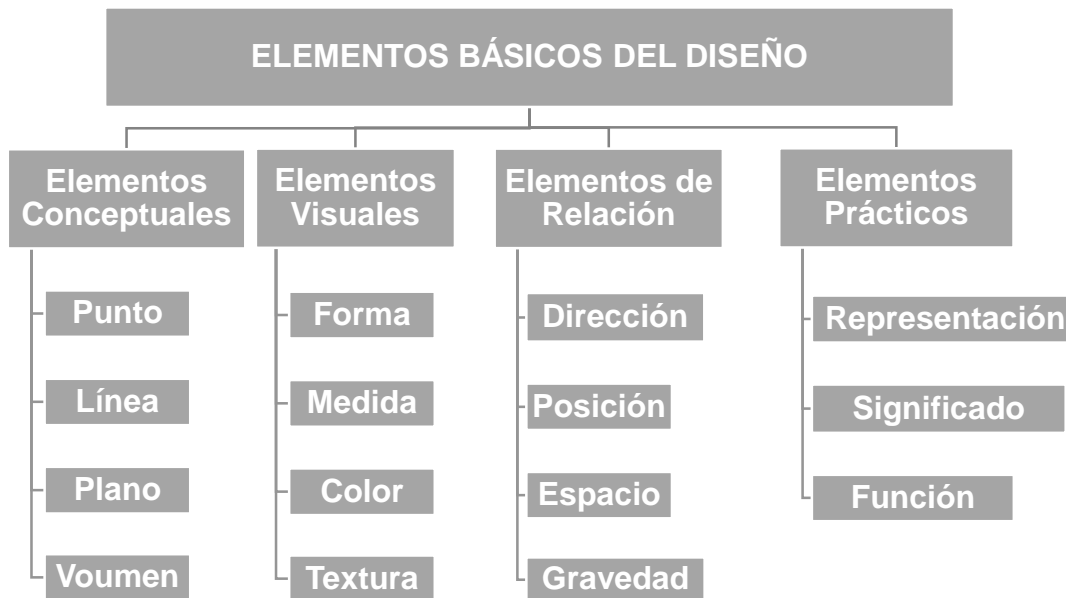 ELEMENTOS BÁSICOS DEL DISEÑO
Elementos
Conceptuales
Punto
Línea
Plano
Voumen
Elementos
Visuales
Forma
Medida
Color
Textura
Elementos de
Relación
Dirección
Posición
Espacio
Gravedad
Elementos
Prácticos
Representación
Significado
Función